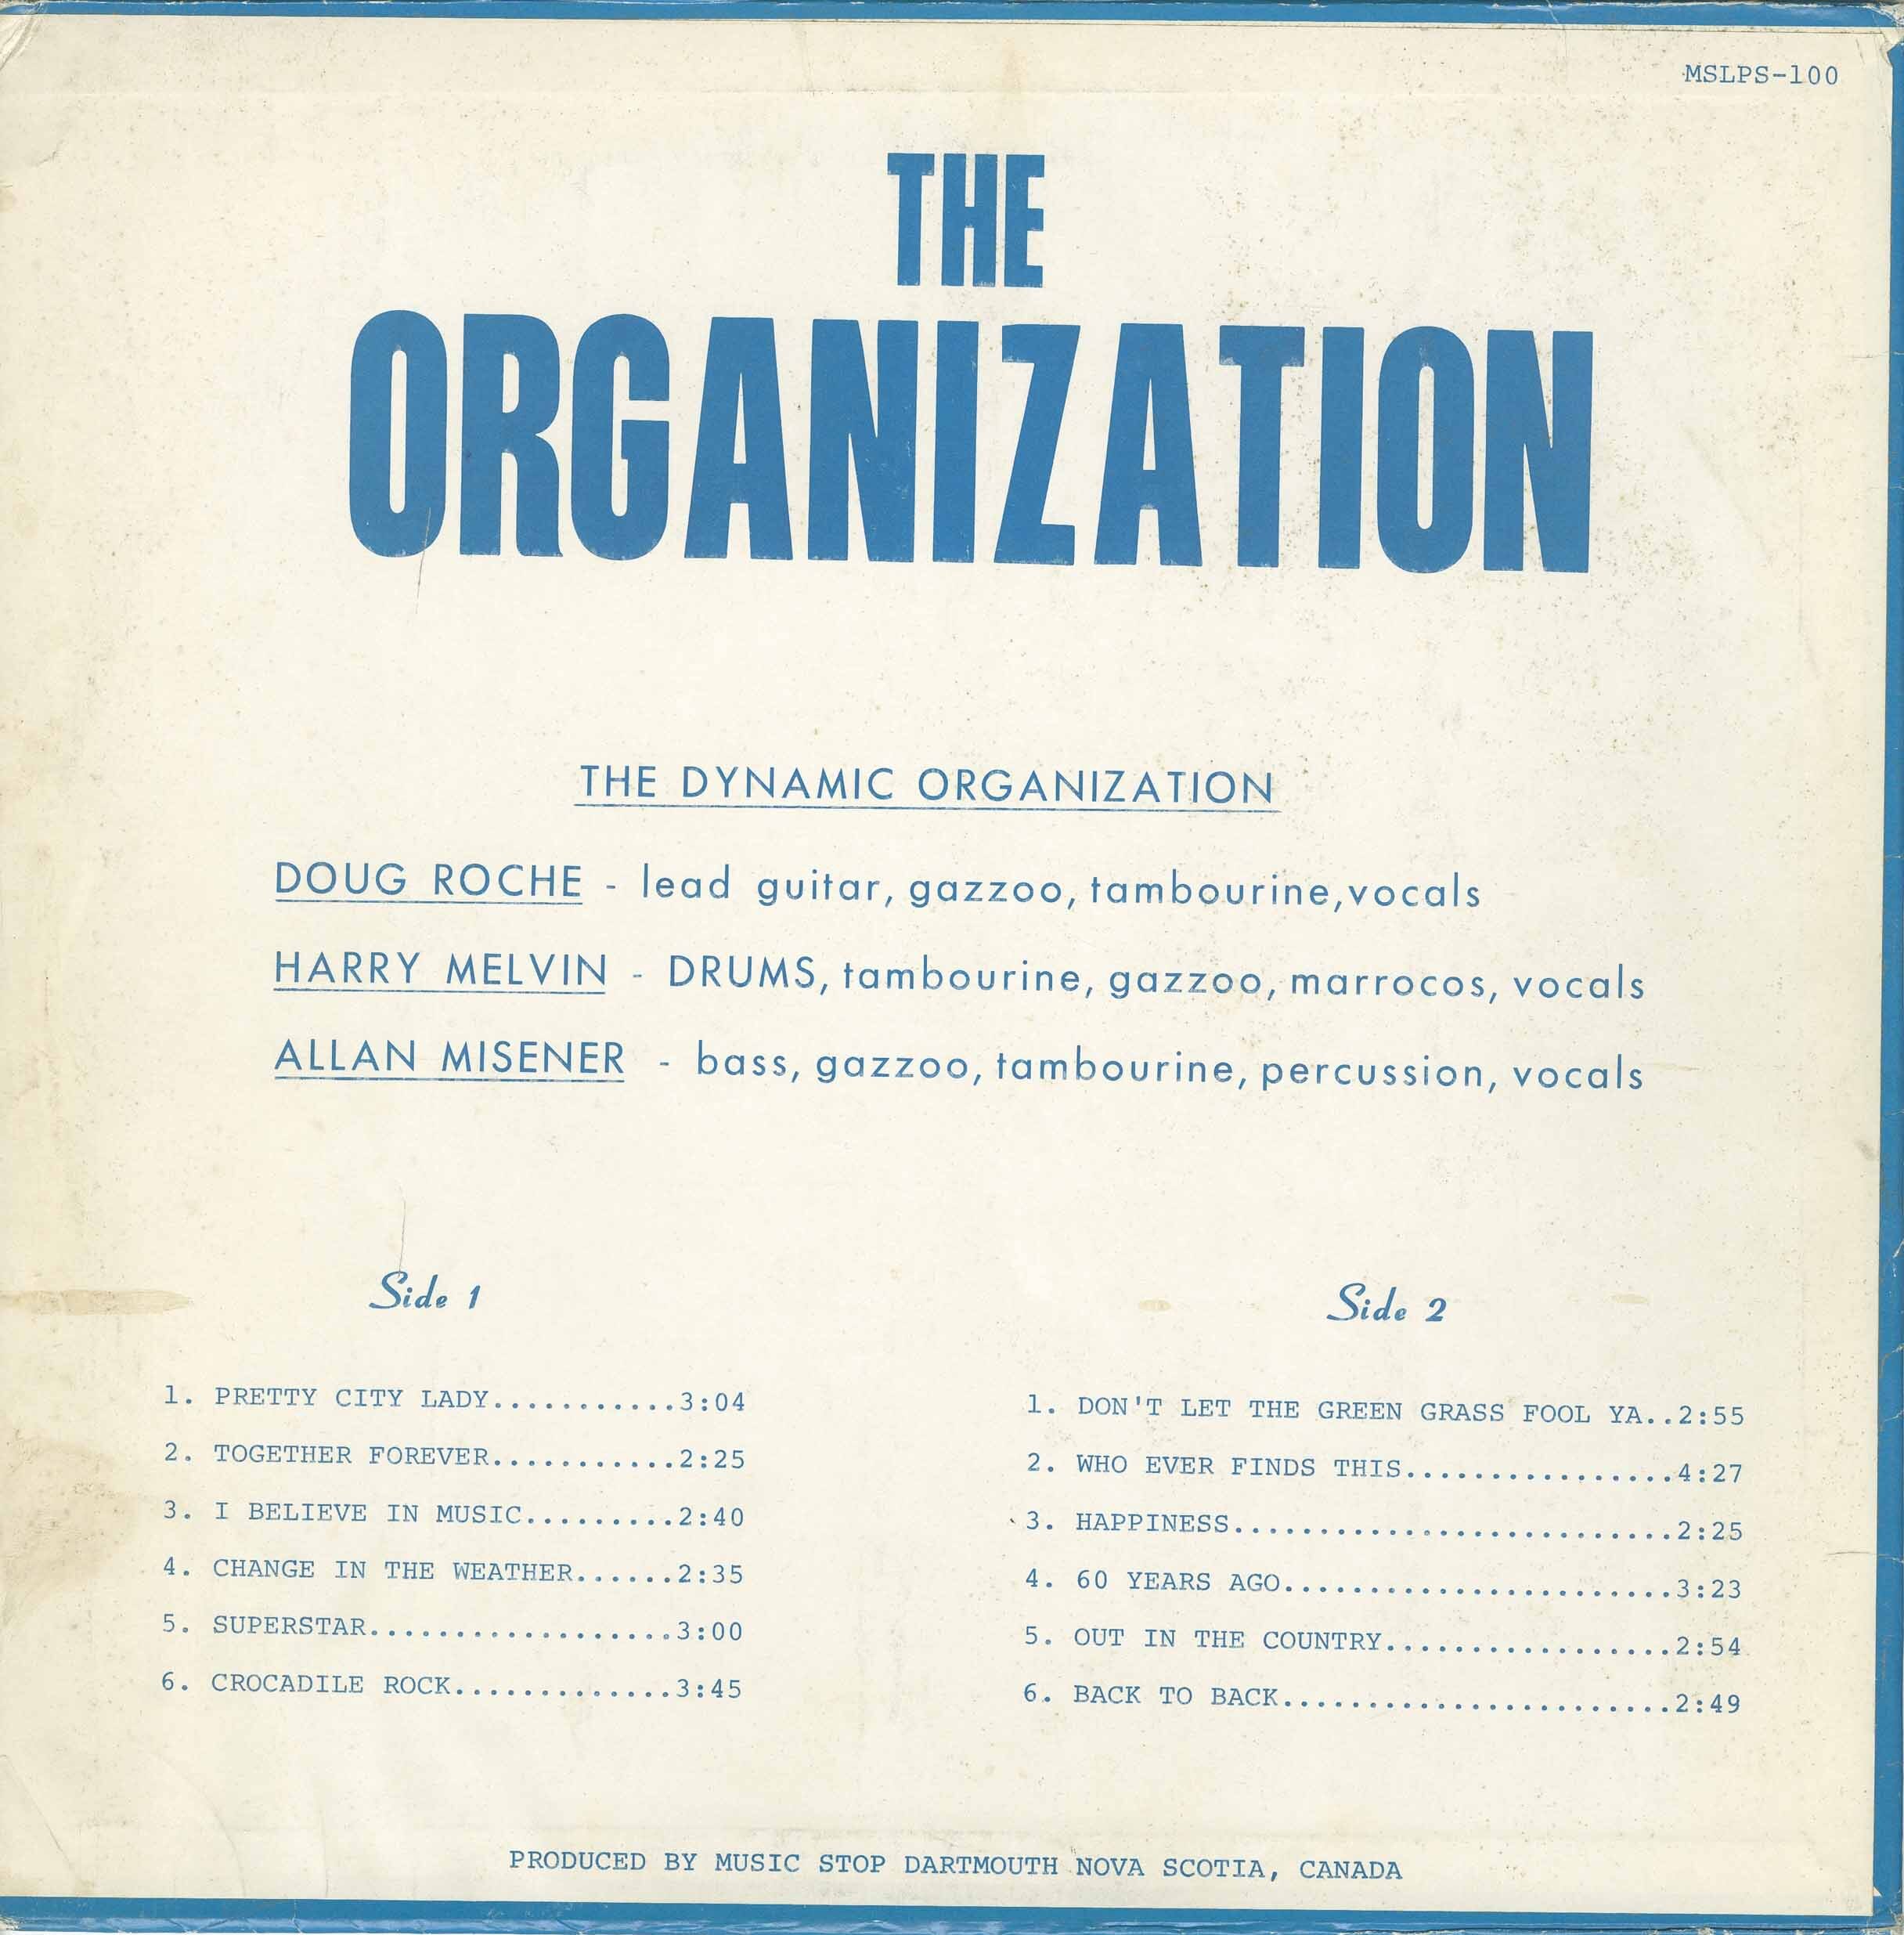 MSLPS-100
THE
ORGANIZATION
THE DYNAMIC ORGANIZATION
DOUG ROCHE - lead guitar, gazzoo, tambourine,vocals
HARRY MELVIN - DRUMS, tambourine, gazzoo, marrocos, vocals
ALLAN MISENER - bass, gazzoo, tambourine, percussion, vocals
Side 1
1. PRETTY CITY LADY...........3:04
2. TOGETHER FOREVER...........2:25
3. I BELIEVE IN MUSIC.........2:40
4. CHANGE IN THE WEATHER......2:35
5. SUPERSTAR..................3:00
6. CROCADILE ROCK.............3:45
Side 2
1. DON'T LET THE GREEN GRASS FOOL YA..2:55
2. WHO EVER FINDS THIS................4:27
3. HAPPINESS..........................2:25
4. 60 YEARS AGO.......................3:23
5. OUT IN THE COUNTRY.................2:54
6. BACK TO BACK.......................2:49
PRODUCED BY MUSIC STOP DARTMOUTH NOVA SCOTIA, CANADA